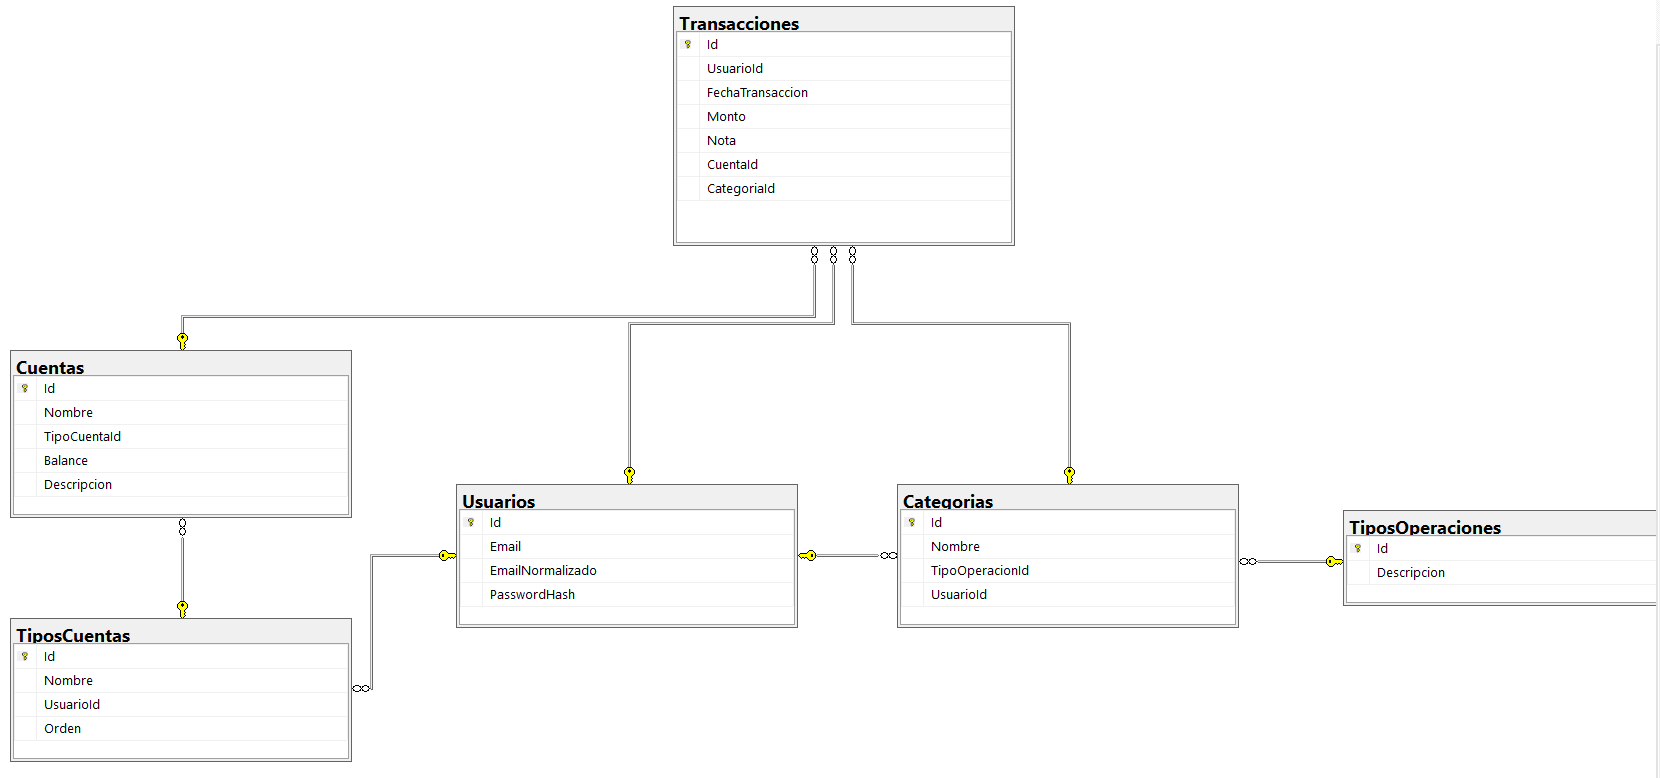 Transacciones
Id
UsuarioId
FechaTransaccion
Monto
Nota
CuentaId
CategoriaId
Cuentas
Id
Nombre
TipoCuentaId
Balance
Descripcion
Usuarios
Id
Email
EmailNormalizado
PasswordHash
Categorias
Id
Nombre
TipoOperacionId
UsuarioId
TiposOperaciones
Id
Descripcion
TiposCuentas
Id
Nombre
UsuarioId
Orden